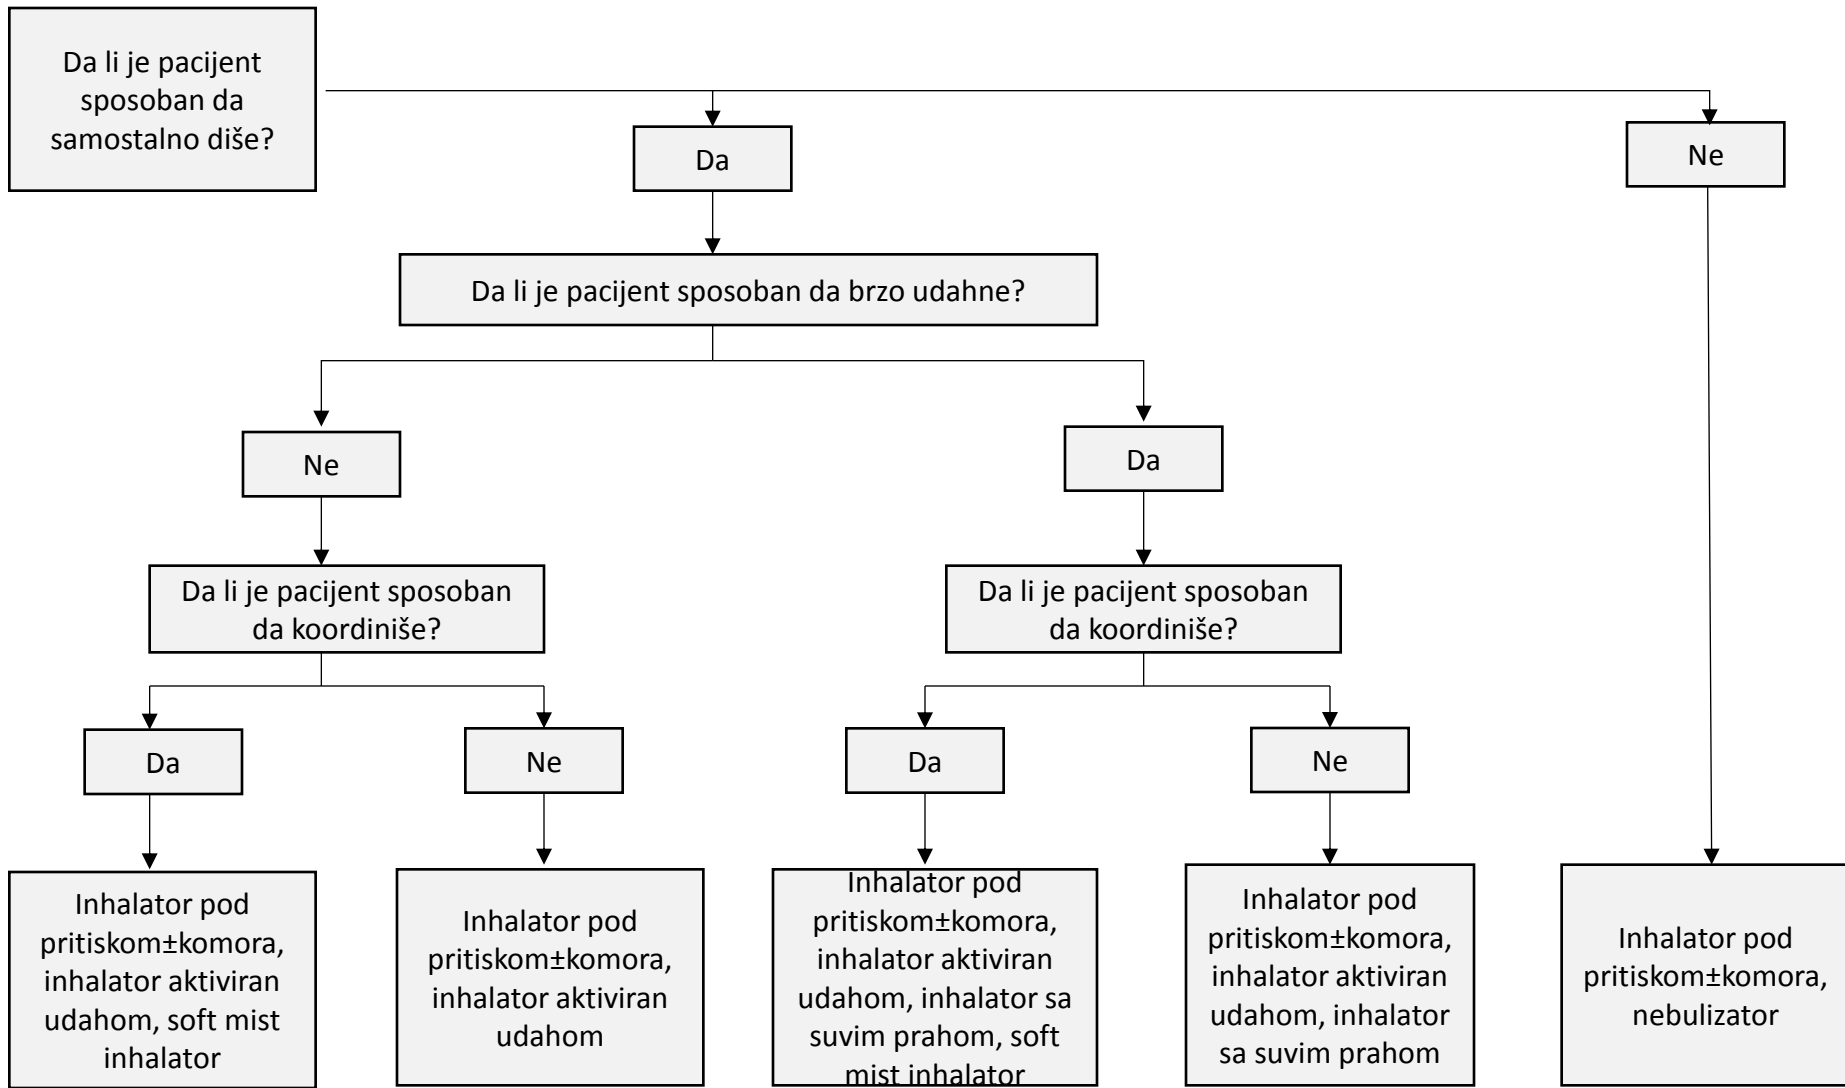 Da li je pacijent
sposoban da
samostalno diše?
Da
Ne
Da li je pacijent sposoban da brzo udahne?
Ne
Da
Da li je pacijent sposoban
da koordiniše?
Da li je pacijent sposoban
da koordiniše?
Da
Ne
Da
Ne
Inhalator pod
pritiskom±komora,
inhalator aktiviran
udahom, soft mist
inhalator
Inhalator pod
pritiskom±komora,
inhalator aktiviran
udahom
Inhalator pod
pritiskom±komora,
inhalator aktiviran
udahom, inhalator sa
suvim prahom, soft
mist inhalator
Inhalator pod
pritiskom±komora,
inhalator aktiviran
udahom, inhalator
sa suvim prahom
Inhalator pod
pritiskom±komora,
nebulizator